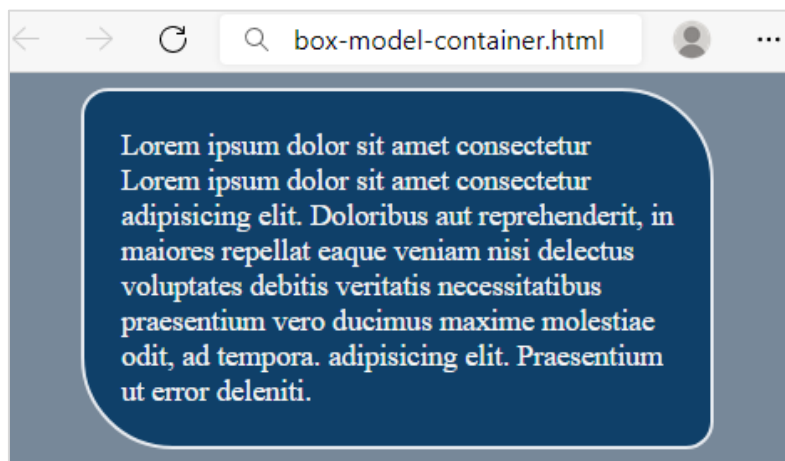 box-model-container.html
Lorem ipsum dolor sit amet consectetur
Lorem ipsum dolor sit amet consectetur
adipisicing elit. Doloribus aut reprehenderit, in
maiores repellat eaque veniam nisi delectus
voluptates debitis veritatis necessitatibus
praesentium vero ducimus maxime molestiae
odit, ad tempora. adipisicing elit. Praesentium
ut error deleniti.